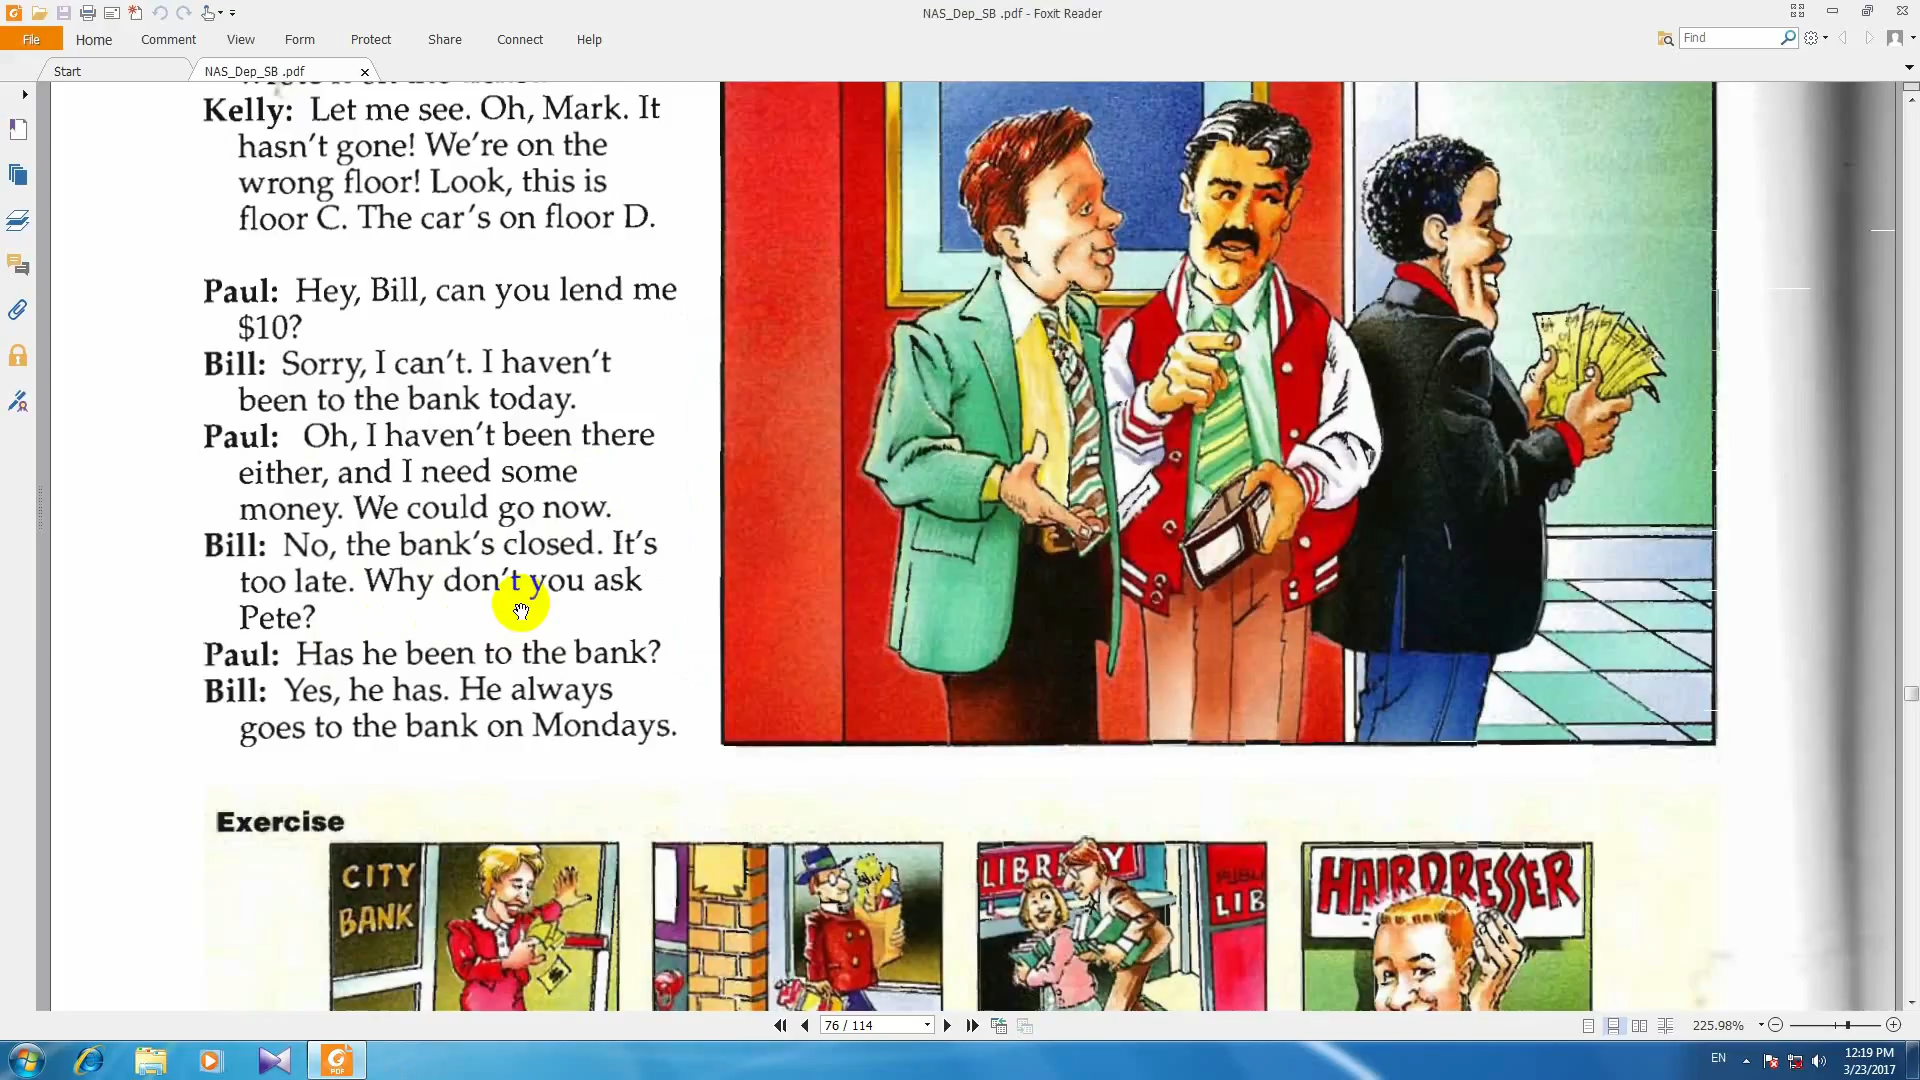 NAS_Dep_SB .pdf - Foxit Reader
File Home Comment View Form Protect Share Connect Help
Find
Start
NAS_Dep_SB .pdf
Kelly: Let me see. Oh, Mark. It
hasn't gone! We're on the
wrong floor! Look, this is
floor C. The car's on floor D.
Paul: Hey, Bill, can you lend me
$10?
Bill: Sorry, I can't. I haven't
been to the bank today.
Paul: Oh, I haven't been there
either, and I need some
money. We could go now.
Bill: No, the bank's closed. It's
too late. Why don't you ask
Pete?
Paul: Has he been to the bank?
Bill: Yes, he has. He always
goes to the bank on Mondays.
Exercise
CITY
BANK
LIBRARY
LIB
HAIRDRESSER
76 / 114
225.98%
PDF
EN
12:19 PM
3/23/2017